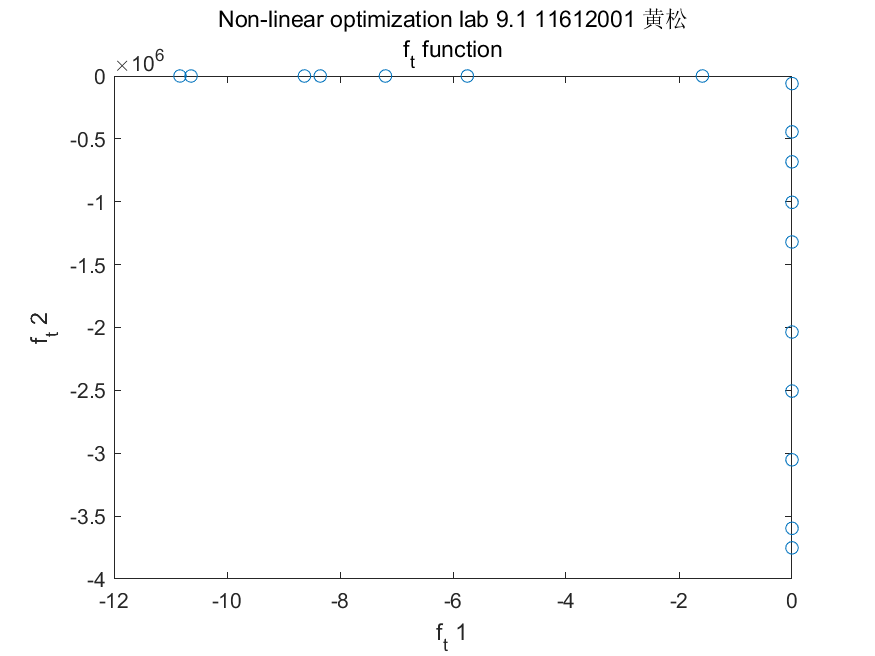 Non-linear optimization lab 9.1 11612001 黄松
f_t function
×10^6
0
-0.5
-1
-1.5
-2
-2.5
-3
-3.5
-4
f_t 2
-12 -10 -8 -6 -4 -2 0
f_t 1